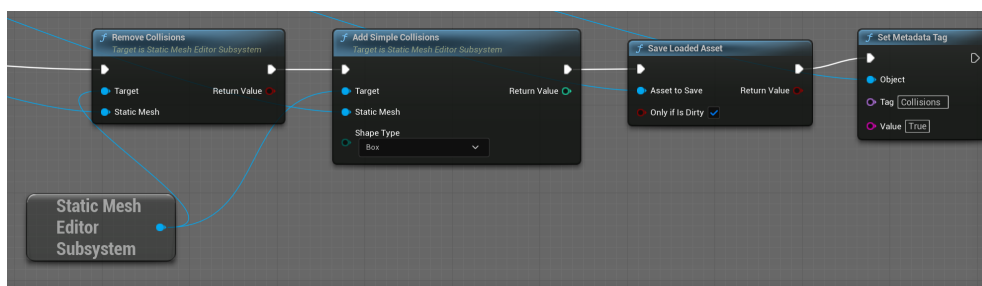 Remove Collisions
Target is Static Mesh Editor Subsystem
Target
Return Value
Static Mesh
Add Simple Collisions
Target is Static Mesh Editor Subsystem
Target
Return Value
Static Mesh
Shape Type
Box
Save Loaded Asset
Asset to Save
Return Value
Only if Is Dirty
Set Metadata Tag
Object
Tag Collisions
Value True
Static Mesh
Editor
Subsystem